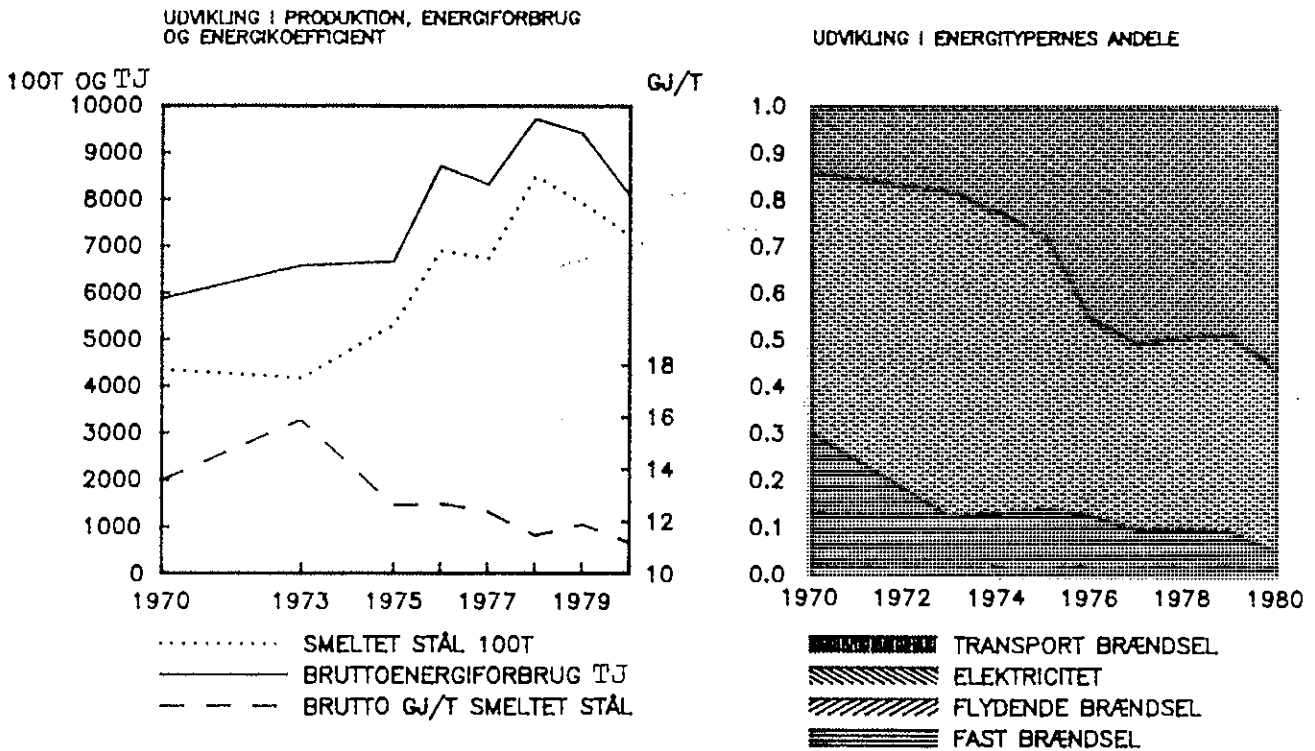 UDVIKLING I PRODUKTION, ENERGIFORBRUG
OG ENERGIKOEFFICIENT
100T OG TJ
GJ/T
10000
9000
8000
7000
6000
5000
4000
3000
2000
1000
0
18
16
14
12
10
1970 1973 1975 1977 1979
SMELTET STÅL 100T
BRUTTOENERGIFORBRUG TJ
BRUTTO GJ/T SMELTET STÅL
UDVIKLING I ENERGITYPERNES ANDELE
1.0
0.9
0.8
0.7
0.6
0.5
0.4
0.3
0.2
0.1
0.0
1970 1972 1974 1976 1978 1980
TRANSPORT BRÆNDSEL
ELEKTRICITET
FLYDENDE BRÆNDSEL
FAST BRÆNDSEL